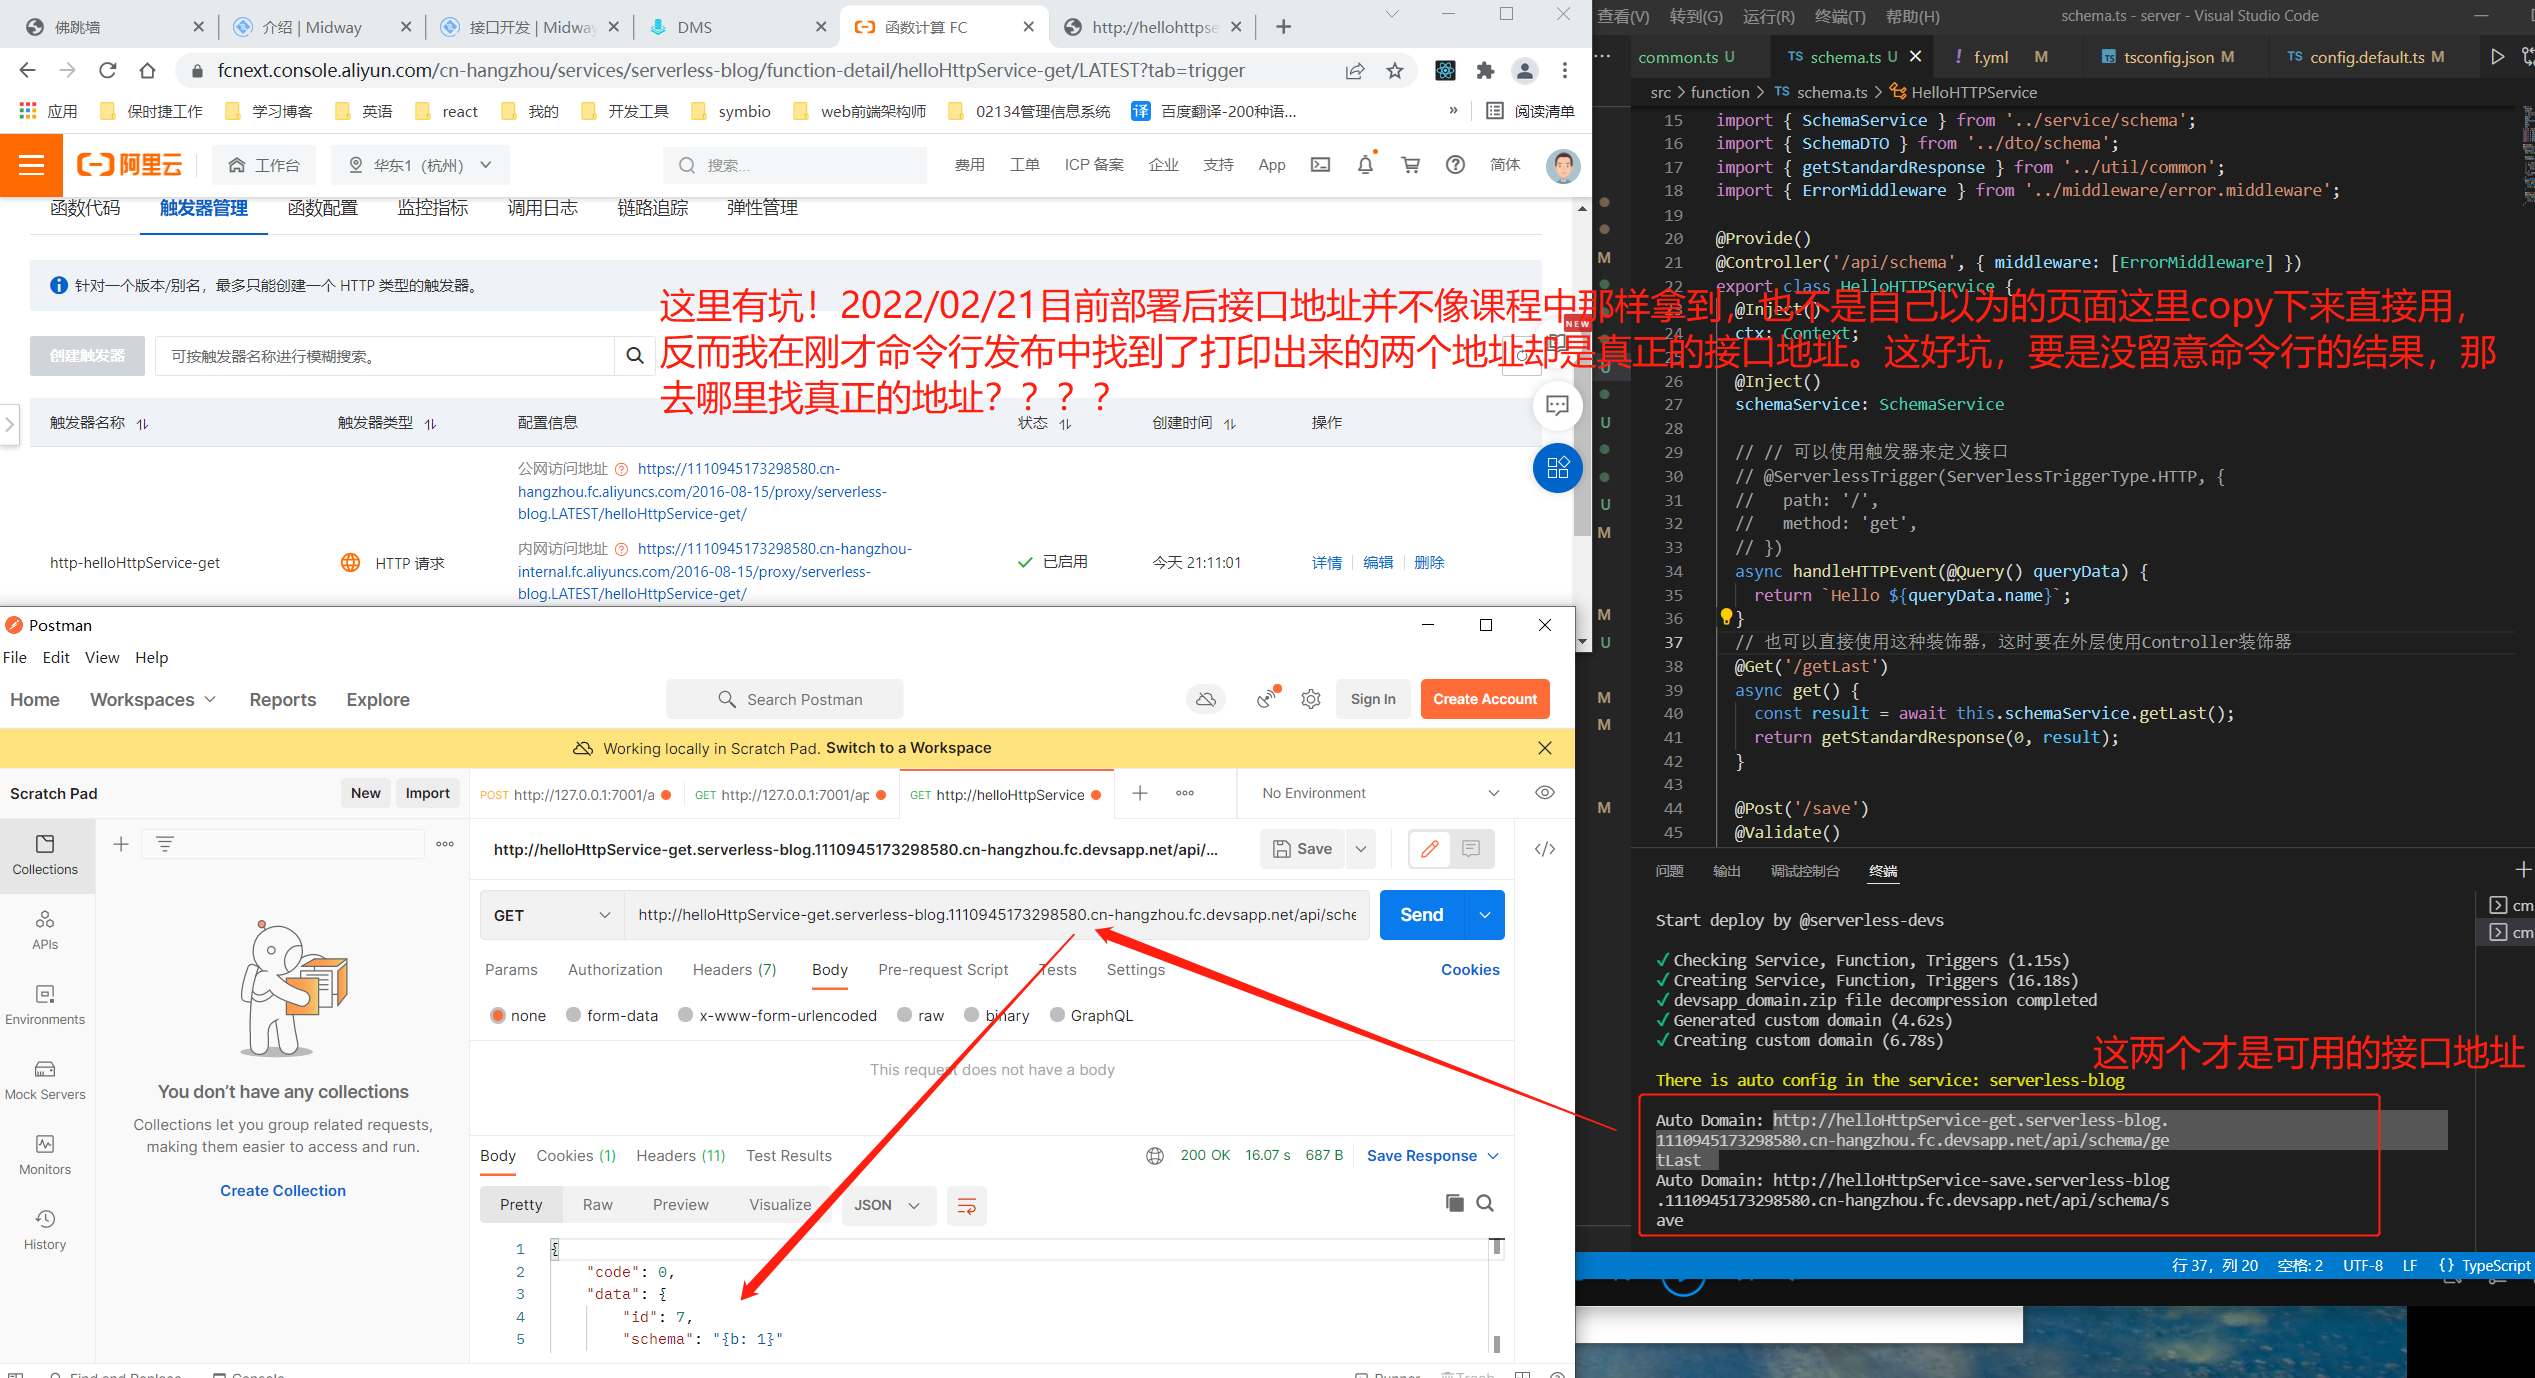 佛跳墙
介绍 | Midway
接口开发 | Midway
DMS
函数计算 FC
http://hellohttpse
fcnext.console.aliyun.com/cn-hangzhou/services/serverless-blog/function-detail/helloHttpService-get/LATEST?tab=trigger
应用
保时捷工作
学习博客
英语
react
我的
开发工具
symbio
web前端架构师
02134管理信息系统
译
百度翻译-200种语...
»
阅读清单
阿里云
工作台
华东1（杭州）
搜索...
费用
工单
ICP 备案
企业
支持
App
简体
函数代码
触发器管理
函数配置
监控指标
调用日志
链路追踪
弹性管理
针对一个版本/别名，最多只能创建一个 HTTP 类型的触发器。
这里有坑！2022/02/21目前部署后接口地址并不像课程中那样拿到，也不是自己以为的页面这里copy下来直接用，
反而我在刚才命令行发布中找到了打印出来的两个地址却是真正的接口地址。这好坑，要是没留意命令行的结果，那
去哪里找真正的地址？？？？
NEW
创建触发器
可按触发器名称进行模糊搜索。
触发器名称
触发器类型
配置信息
状态
创建时间
操作
http-helloHttpService-get
HTTP 请求
公网访问地址 https://1110945173298580.cn-
hangzhou.fc.aliyuncs.com/2016-08-15/proxy/serverless-
blog.LATEST/helloHttpService-get/
内网访问地址 https://1110945173298580.cn-hangzhou-
internal.fc.aliyuncs.com/2016-08-15/proxy/serverless-
blog.LATEST/helloHttpService-get/
已启用
今天 21:11:01
详情
编辑
删除
Postman
File Edit View Help
Home
Workspaces
Reports
Explore
Search Postman
Sign In
Create Account
Working locally in Scratch Pad. Switch to a Workspace
Scratch Pad
New
Import
POST http://127.0.0.1:7001/a
GET http://127.0.0.1:7001/ap
GET http://helloHttpService
No Environment
Collections
APIs
Environments
Mock Servers
Monitors
History
You don't have any collections
Collections let you group related requests,
making them easier to access and run.
Create Collection
http://helloHttpService-get.serverless-blog.1110945173298580.cn-hangzhou.fc.devsapp.net/api/...
Save
</>
GET
http://helloHttpService-get.serverless-blog.1110945173298580.cn-hangzhou.fc.devsapp.net/api/sche
Send
Params
Authorization
Headers (7)
Body
Pre-request Script
Tests
Settings
Cookies
none
form-data
x-www-form-urlencoded
raw
binary
GraphQL
This request does not have a body
Body
Cookies (1)
Headers (11)
Test Results
200 OK
16.07 s
687 B
Save Response
Pretty
Raw
Preview
Visualize
JSON
1 {
2 "code": 0,
3 "data": {
4 "id": 7,
5 "schema": "{b: 1}"
Find and Replace
Console
Runner
Trash
查看(V) 转到(G) 运行(R) 终端(T) 帮助(H)
schema.ts - server - Visual Studio Code
common.ts U
TS schema.ts U
! f.yml M
tsconfig.json M
TS config.default.ts M
src > function > TS schema.ts > HelloHTTPService
15 import { SchemaService } from '../service/schema';
16 import { SchemaDTO } from '../dto/schema';
17 import { getStandardResponse } from '../util/common';
18 import { ErrorMiddleware } from '../middleware/error.middleware';
19
20 @Provide()
21 @Controller('/api/schema', { middleware: [ErrorMiddleware] })
22 export class HelloHTTPService {
@Inject()
24 ctx: Context;
26 @Inject()
27 schemaService: SchemaService
28
29 // // 可以使用触发器来定义接口
30 // @ServerlessTrigger(ServerlessTriggerType.HTTP, {
31 // path: '/',
32 // method: 'get',
33 // })
34 async handleHTTPEvent(@Query() queryData) {
35 return `Hello ${queryData.name}`;
36 }
37 // 也可以直接使用这种装饰器，这时要在外层使用Controller装饰器
38 @Get('/getLast')
39 async get() {
40 const result = await this.schemaService.getLast();
41 return getStandardResponse(0, result);
42 }
43
44 @Post('/save')
45 @Validate()
问题 输出 调试控制台 终端
Start deploy by @serverless-devs
✓Checking Service, Function, Triggers (1.15s)
✓Creating Service, Function, Triggers (16.18s)
✓devsapp_domain.zip file decompression completed
✓Generated custom domain (4.62s)
✓Creating custom domain (6.78s)
这两个才是可用的接口地址
There is auto config in the service: serverless-blog
Auto Domain: http://helloHttpService-get.serverless-blog.
1110945173298580.cn-hangzhou.fc.devsapp.net/api/schema/ge
tLast
Auto Domain: http://helloHttpService-save.serverless-blog
.1110945173298580.cn-hangzhou.fc.devsapp.net/api/schema/s
ave
cm
cm
行 37，列 20
空格: 2
UTF-8
LF
{} TypeScript